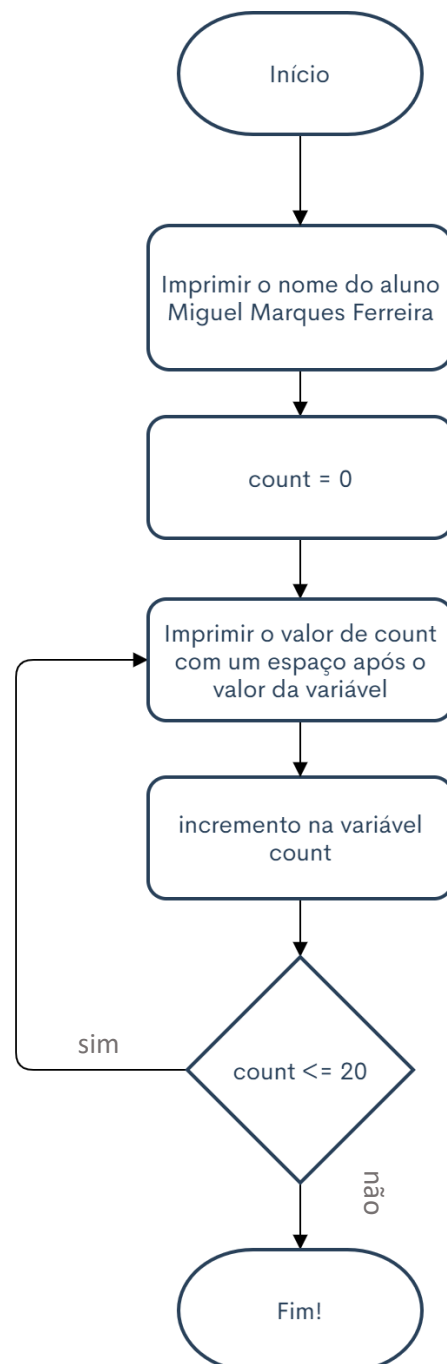 Início
Imprimir o nome do aluno
Miguel Marques Ferreira
count = 0
Imprimir o valor de count
com um espaço após o
valor da variável
incremento na variável
count
sim
count <= 20
não
Fim!